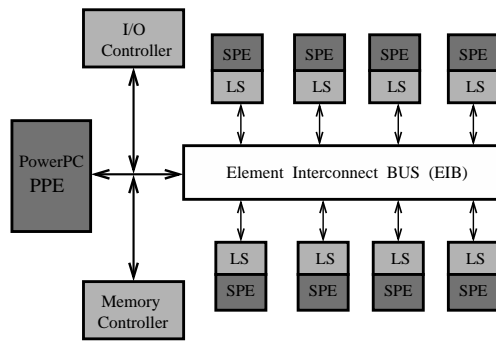 I/O
Controller
SPE SPE SPE SPE
LS LS LS LS
PowerPC
PPE
Element Interconnect BUS (EIB)
LS LS LS LS
SPE SPE SPE SPE
Memory
Controller